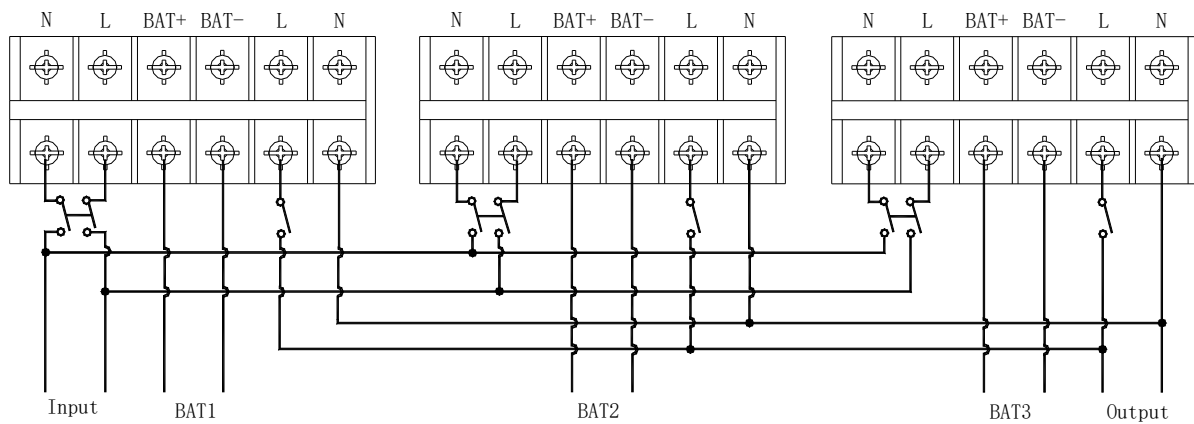 N L BAT+ BAT- L N
N L BAT+ BAT- L N
N L BAT+ BAT- L N
Input BAT1 BAT2 BAT3 Output